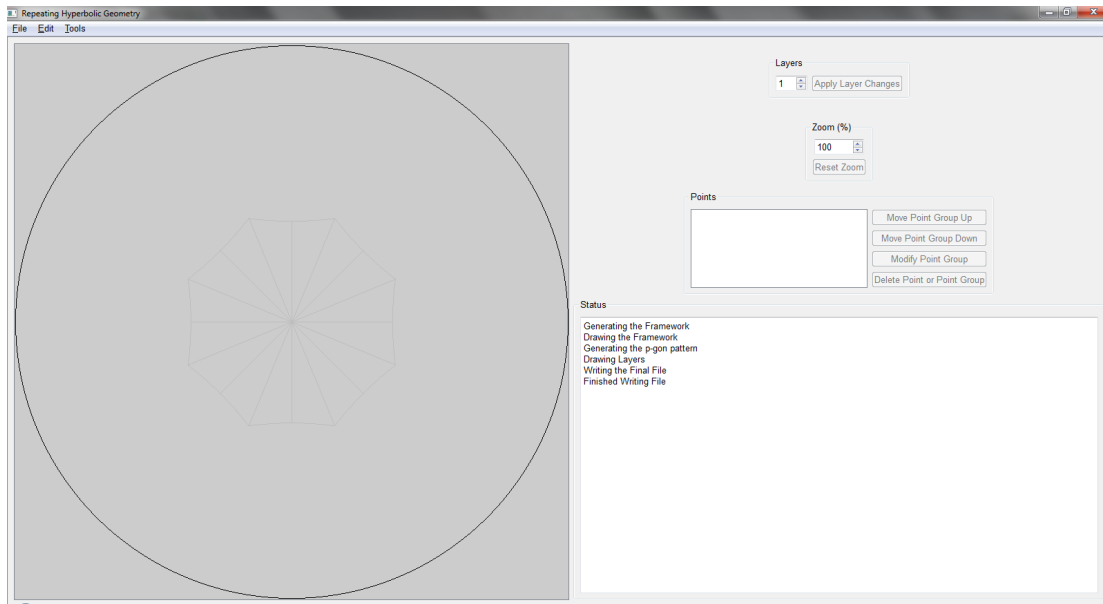 Repeating Hyperbolic Geometry
File Edit Tools
Layers
1 Apply Layer Changes
Zoom (%)
100
Reset Zoom
Points
Move Point Group Up
Move Point Group Down
Modify Point Group
Delete Point or Point Group
Status
Generating the Framework
Drawing the Framework
Generating the p-gon pattern
Drawing Layers
Writing the Final File
Finished Writing File